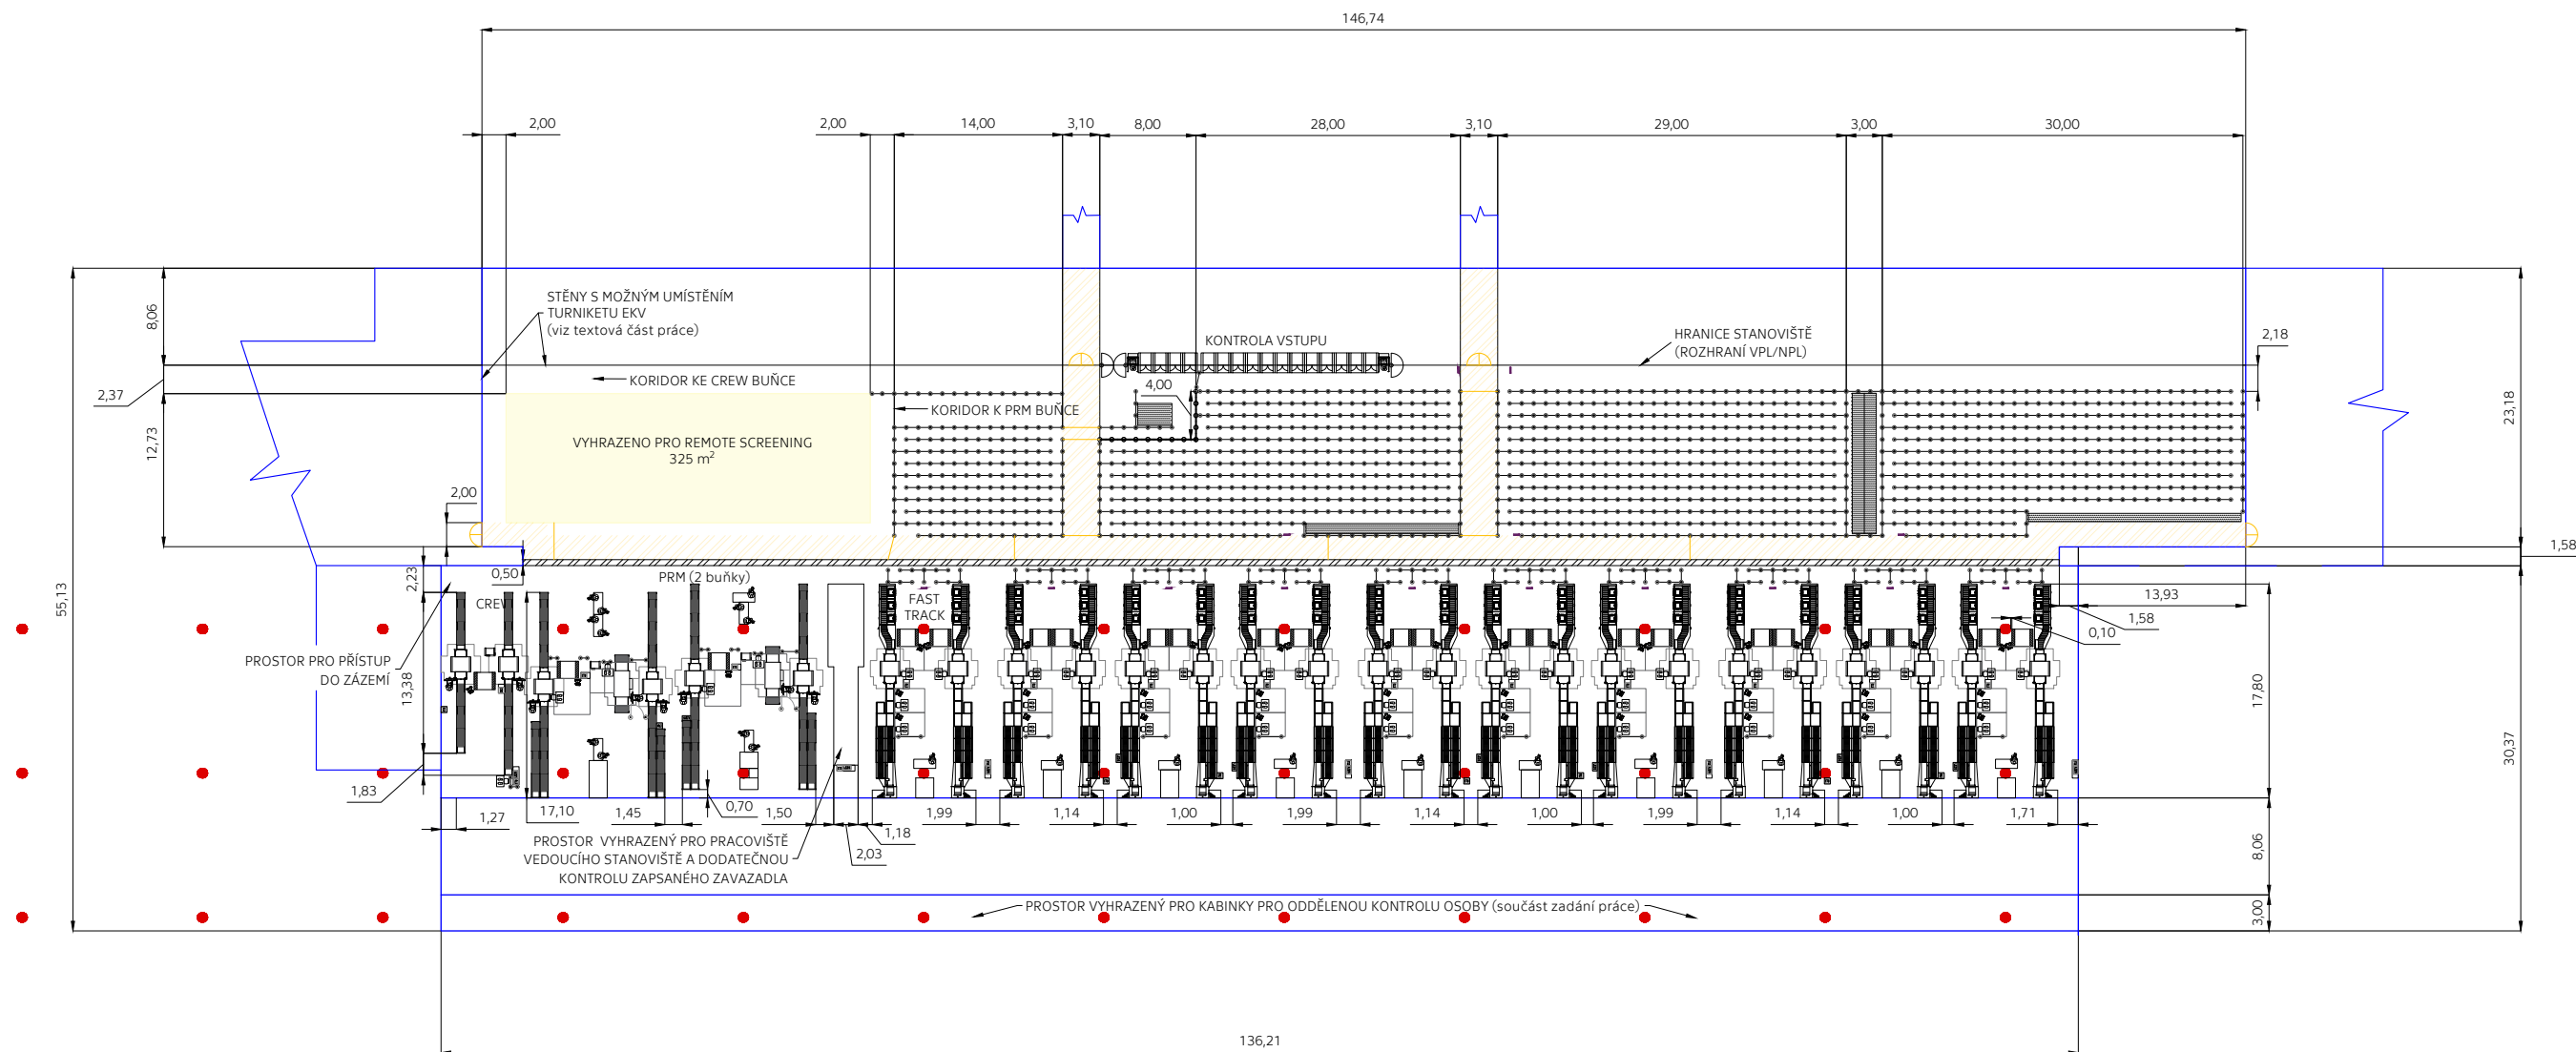 146,74
2,00
2,00
14,00
3,10
8,00
28,00
3,10
29,00
3,00
30,00
8,06
2,37
12,73
2,00
55,13
STĚNY S MOŽNÝM UMÍSTĚNÍM
TURNIKETU EKV
(viz textová část práce)
KORIDOR KE CREW BUŇCE
KORIDOR K PRM BUŇCE
KONTROLA VSTUPU
4,00
HRANICE STANOVIŠTĚ
(ROZHRANÍ VPL/NPL)
2,18
23,18
1,58
VYHRAZENO PRO REMOTE SCREENING
325 m²
2,23
0,50
PRM (2 buňky)
CREW
FAST
TRACK
13,93
1,58
0,10
PROSTOR PRO PŘÍSTUP
DO ZÁZEMÍ
13,38
1,83
17,80
30,37
1,27
17,10
1,45
0,70
1,50
1,18
2,03
1,99
1,14
1,00
1,99
1,14
1,00
1,99
1,14
1,00
1,71
PROSTOR VYHRAZENÝ PRO PRACOVIŠTĚ
VEDOUCÍHO STANOVIŠTĚ A DODATEČNOU
KONTROLU ZAPSANÉHO ZAVAZADLA
8,06
PROSTOR VYHRAZENÝ PRO KABINKY PRO ODDĚLENOU KONTROLU OSOBY (součást zadání práce)
3,00
136,21